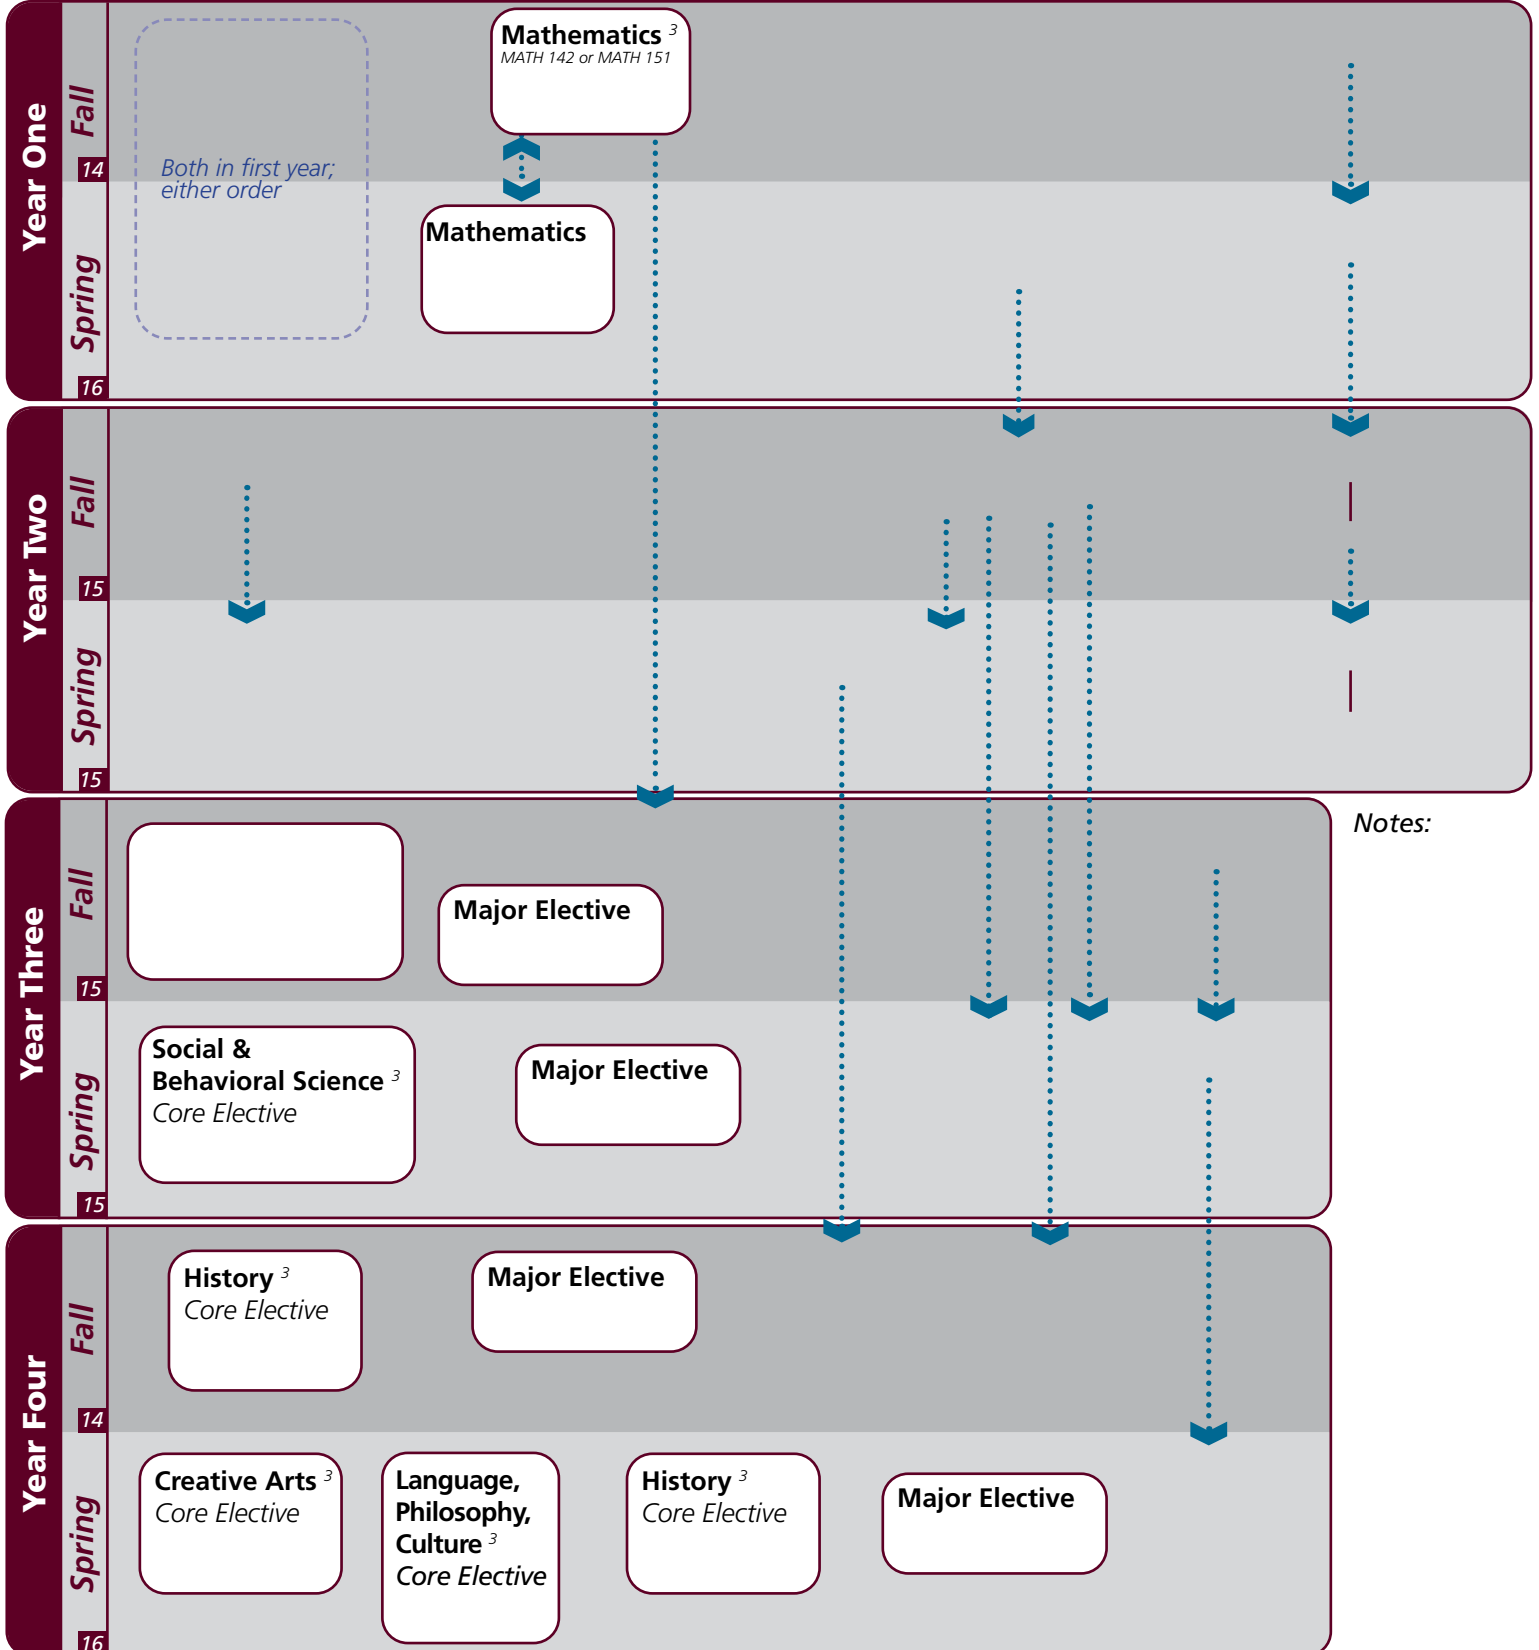 Year One
Fall
14
Both in first year;
either order
Mathematics 3
MATH 142 or MATH 151
Spring
16
Mathematics
Year Two
Fall
15
Spring
15
Notes:
Year Three
Fall
15
Major Elective
Spring
15
Social &
Behavioral Science 3
Core Elective
Major Elective
Year Four
Fall
14
History 3
Core Elective
Major Elective
Spring
16
Creative Arts 3
Core Elective
Language,
Philosophy,
Culture 3
Core Elective
History 3
Core Elective
Major Elective